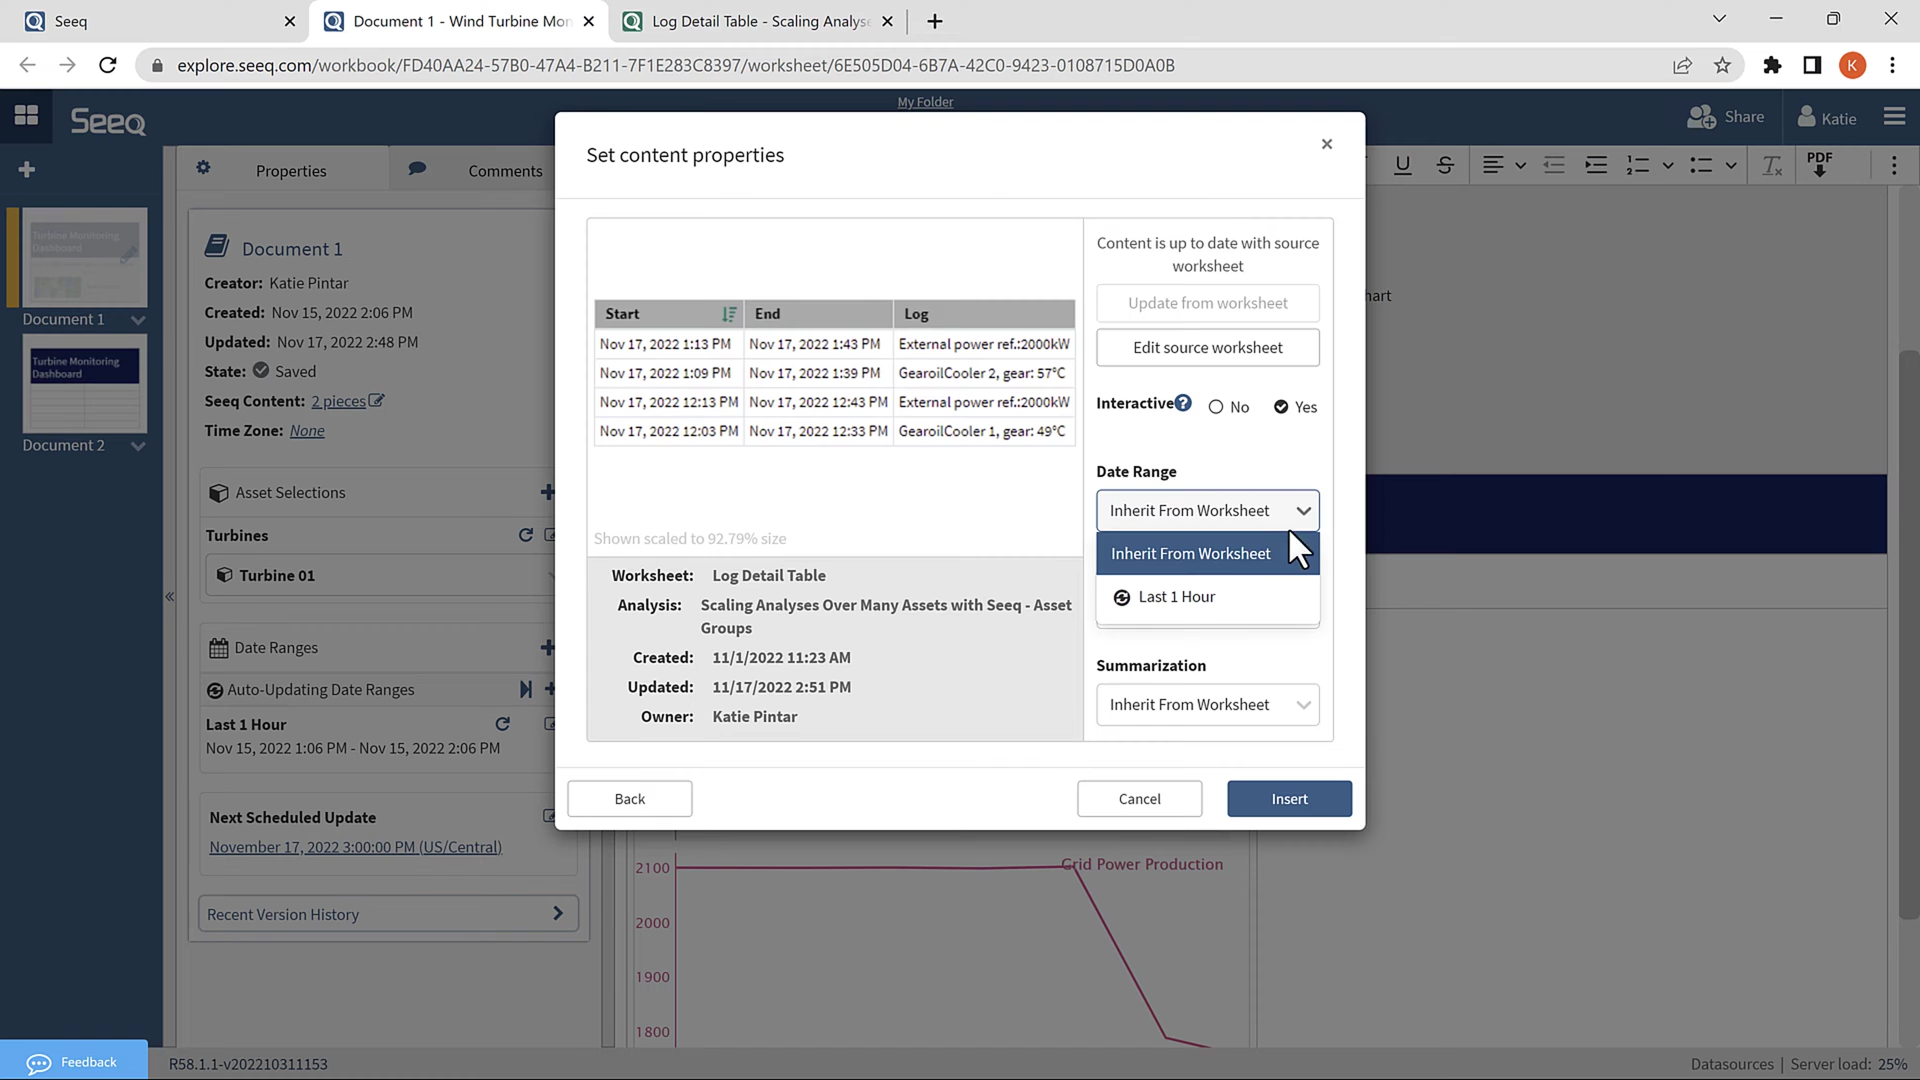 Seeq
Document 1 - Wind Turbine Mon
Log Detail Table - Scaling Analyse
explore.seeq.com/workbook/FD40AA24-57B0-47A4-B211-7F1E283C8397/worksheet/6E505D04-6B7A-42C0-9423-0108715D0A0B
K
Seeq
My Folder
Share
Katie
Properties
Comments
PDF
Turbine Monitoring
Dashboard
Document 1
Turbine Monitoring
Dashboard
Document 2
Document 1
Creator: Katie Pintar
Created: Nov 15, 2022 2:06 PM
Updated: Nov 17, 2022 2:48 PM
State: Saved
Seeq Content: 2 pieces
Time Zone: None
Asset Selections
Turbines
Turbine 01
Date Ranges
Auto-Updating Date Ranges
Last 1 Hour
Nov 15, 2022 1:06 PM - Nov 15, 2022 2:06 PM
Next Scheduled Update
November 17, 2022 3:00:00 PM (US/Central)
Recent Version History
Set content properties
×
Start End Log
Nov 17, 2022 1:13 PM Nov 17, 2022 1:43 PM External power ref.:2000kW
Nov 17, 2022 1:09 PM Nov 17, 2022 1:39 PM GearoilCooler 2, gear: 57°C
Nov 17, 2022 12:13 PM Nov 17, 2022 12:43 PM External power ref.:2000kW
Nov 17, 2022 12:03 PM Nov 17, 2022 12:33 PM GearoilCooler 1, gear: 49°C
Shown scaled to 92.79% size
Worksheet: Log Detail Table
Analysis: Scaling Analyses Over Many Assets with Seeq - Asset
Groups
Created: 11/1/2022 11:23 AM
Updated: 11/17/2022 2:51 PM
Owner: Katie Pintar
Content is up to date with source
worksheet
Update from worksheet
Edit source worksheet
Interactive ? No Yes
Date Range
Inherit From Worksheet
Inherit From Worksheet
Last 1 Hour
Summarization
Inherit From Worksheet
Back
Cancel
Insert
hart
Grid Power Production
2100
2000
1900
1800
Feedback
R58.1.1-v202210311153
Datasources | Server load: 25%